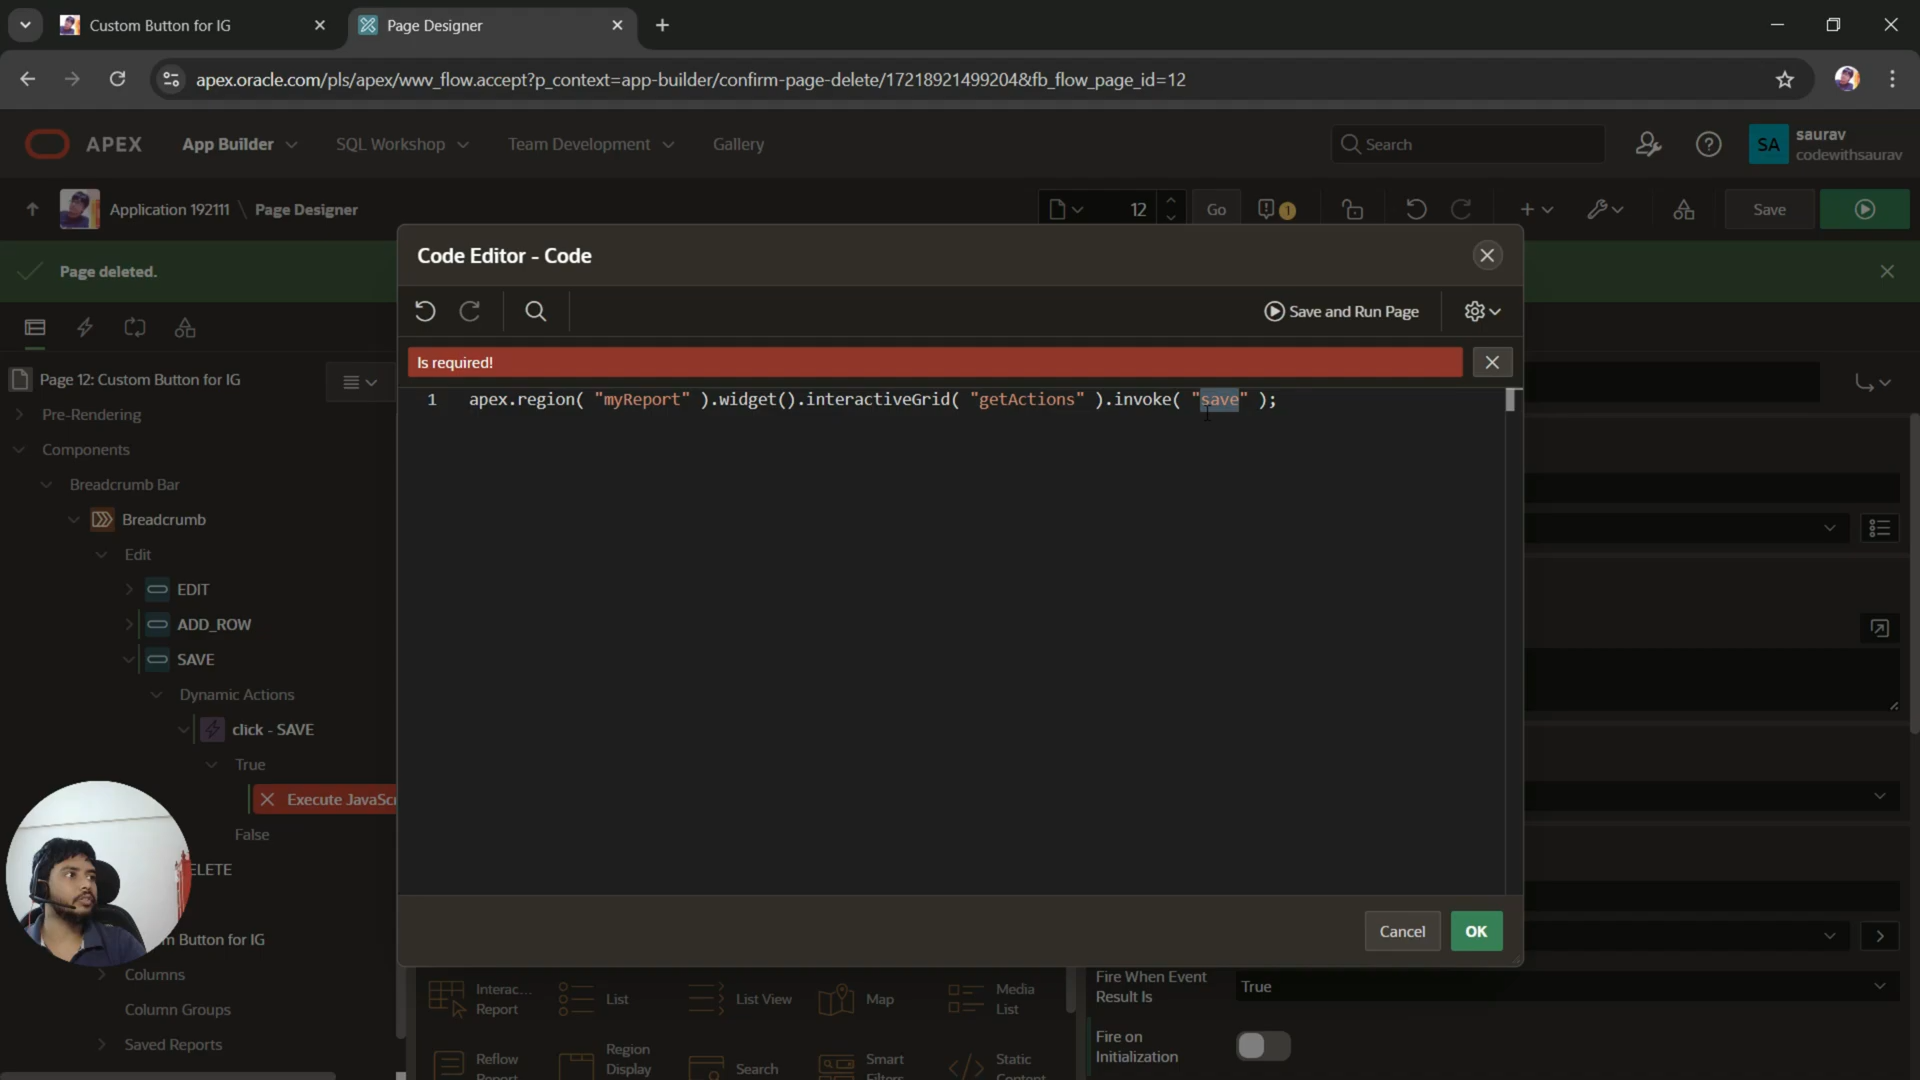 Custom Button for IG
Page Designer
apex.oracle.com/pls/apex/wwv_flow.accept?p_context=app-builder/confirm-page-delete/17218921499204&fb_flow_page_id=12
APEX
App Builder
SQL Workshop
Team Development
Gallery
Search
SA
saurav
codewithsaurav
Application 192111 \ Page Designer
12
Go
1
Save
Page deleted.
Code Editor - Code
Save and Run Page
Is required!
1 apex.region( "myReport" ).widget().interactiveGrid( "getActions" ).invoke( "save" );
Page 12: Custom Button for IG
Pre-Rendering
Components
Breadcrumb Bar
Breadcrumb
Edit
EDIT
ADD_ROW
SAVE
Dynamic Actions
click - SAVE
True
Execute JavaScr
False
ELETE
m Button for IG
Columns
Column Groups
Saved Reports
Cancel
OK
Interac...
Report
List
List View
Map
Media
List
Reflow
Report
Region
Display
Search
Smart
Filters
Static
Content
Fire When Event
Result Is
True
Fire on
Initialization